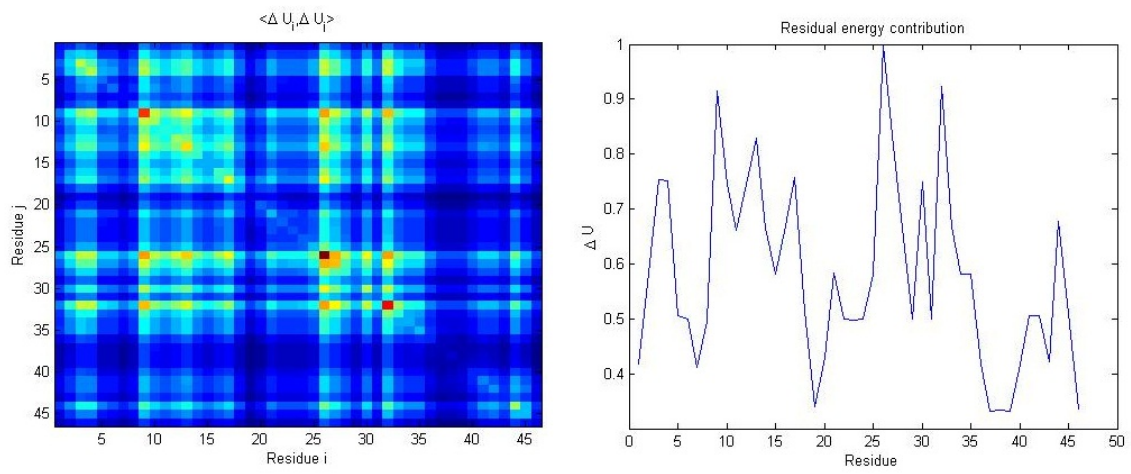 <Δ U_i,Δ U_i>
5
10
15
20
25
30
35
40
45
Residue j
5 10 15 20 25 30 35 40 45
Residue i
Residual energy contribution
1
0.9
0.8
0.7
0.6
0.5
0.4
Δ U
0 5 10 15 20 25 30 35 40 45 50
Residue